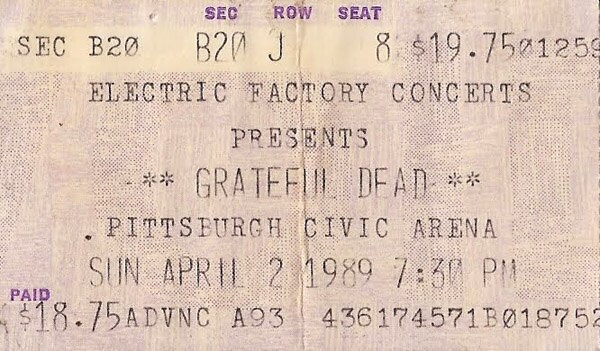 SEC ROW SEAT
SEC B20 B20 J 8 $19.75 01259
ELECTRIC FACTORY CONCERTS
PRESENTS
-** GRATEFUL DEAD-**
. PITTSBURGH CIVIC ARENA
SUN APRIL 2 1989 7:30 PM
PAID
$18.75 ADVNC A93 436174571B018752